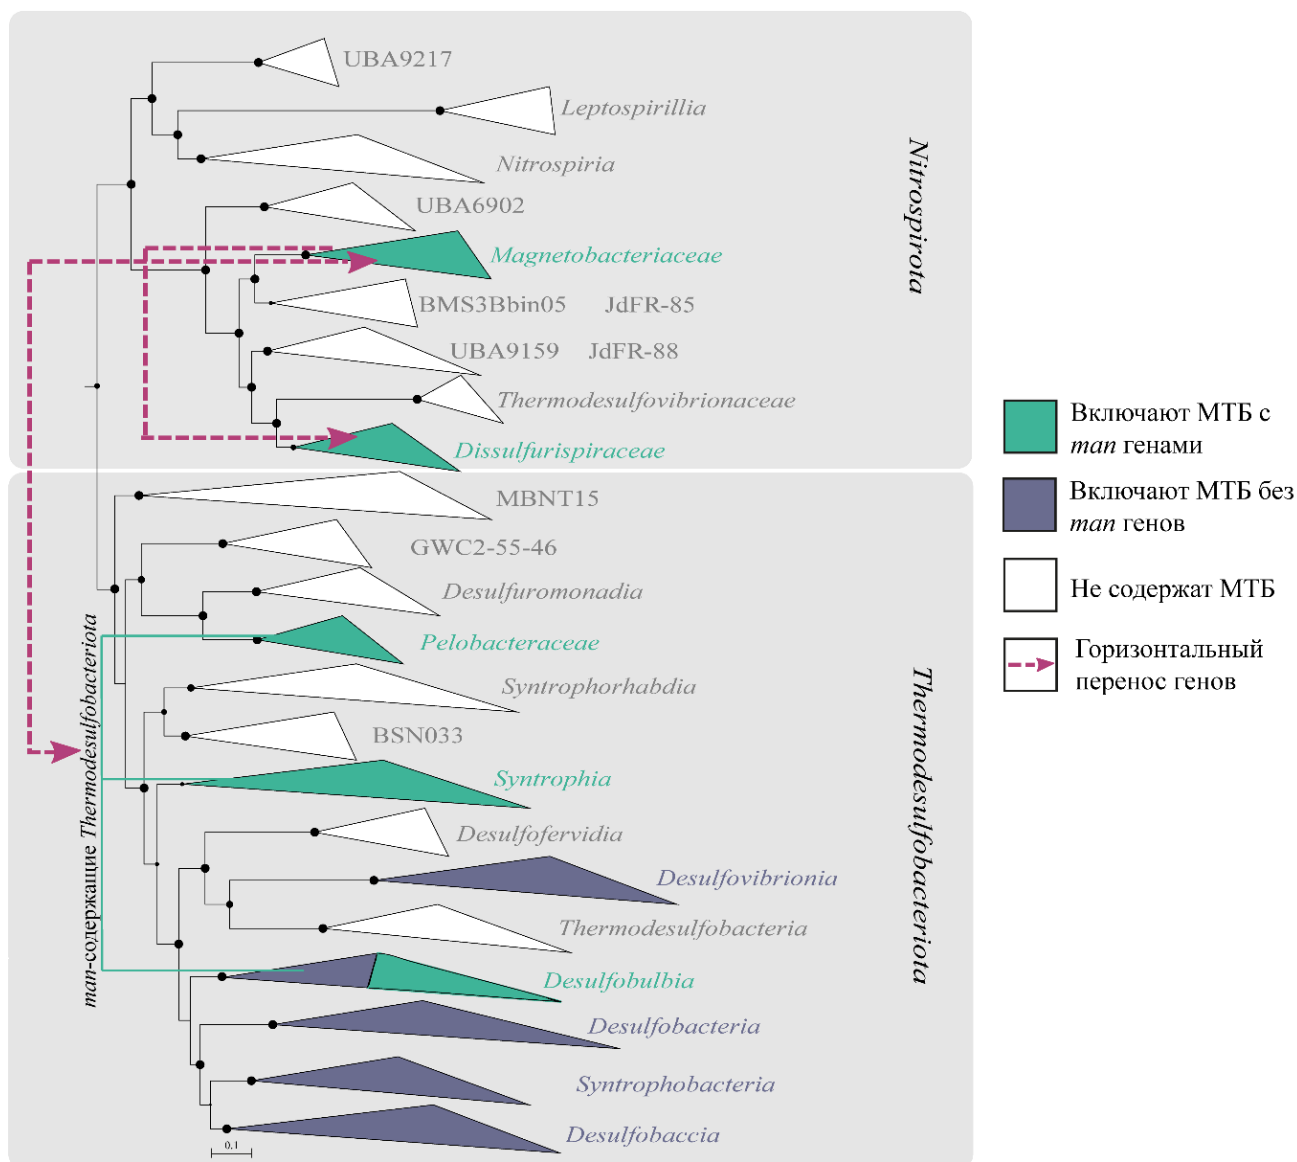 UBA9217
Leptospirillia
Nitrospiria
UBA6902
Magnetobacteriaceae
BMS3Bbin05 JdFR-85
UBA9159 JdFR-88
Thermodesulfovibrionaceae
Dissulfurispiraceae
Nitrospirota
MBNT15
GWC2-55-46
Desulfuromonadia
Pelobacteraceae
Syntrophorhabdia
BSN033
Syntrophia
Desulfofervidia
Desulfovibrionia
Thermodesulfobacteria
Desulfobulbia
Desulfobacteria
Syntrophobacteria
Desulfobaccia
Thermodesulfobacteriota
man-содержащие Thermodesulfobacteriota
0.1
Включают МТБ с
man генами
Включают МТБ без
man генов
Не содержат МТБ
Горизонтальный
перенос генов